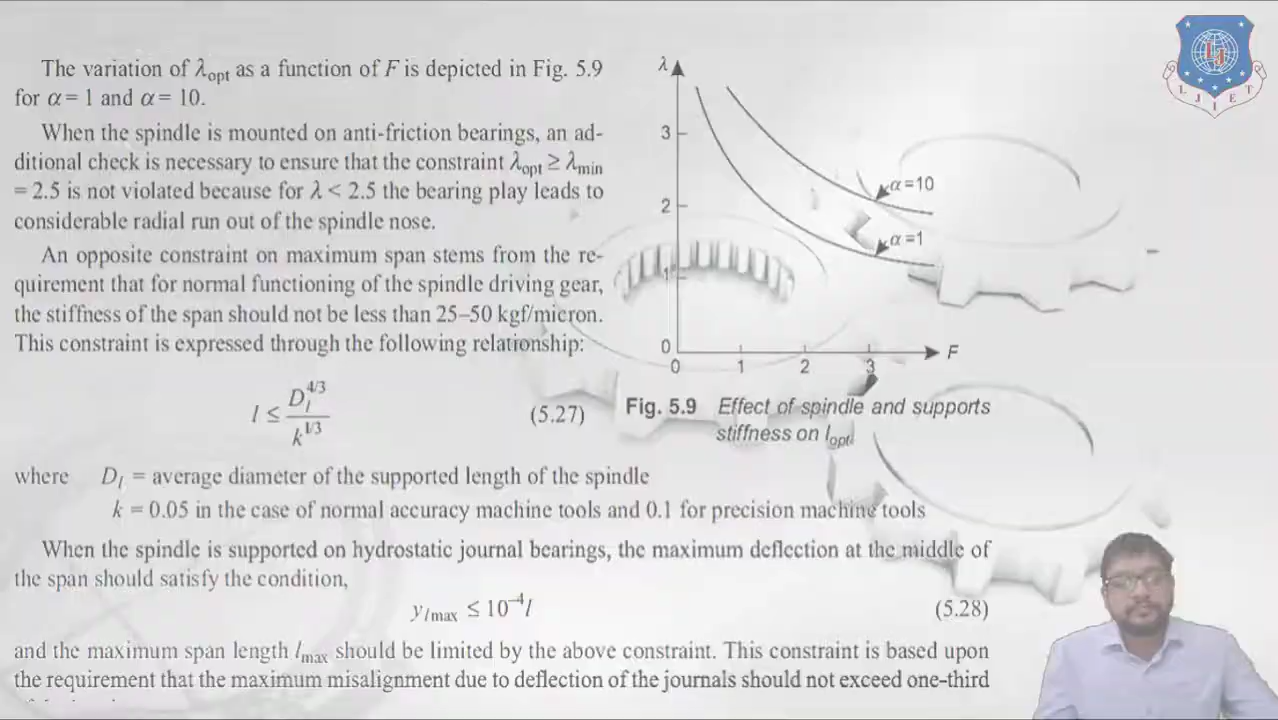 The variation of λopt as a function of F is depicted in Fig. 5.9
for α = 1 and α = 10.
When the spindle is mounted on anti-friction bearings, an ad-
ditional check is necessary to ensure that the constraint λopt ≥ λmin
= 2.5 is not violated because for λ < 2.5 the bearing play leads to
considerable radial run out of the spindle nose.
An opposite constraint on maximum span stems from the re-
quirement that for normal functioning of the spindle driving gear,
the stiffness of the span should not be less than 25–50 kgf/micron.
This constraint is expressed through the following relationship:
l ≤ D_l^4/3 / k^1/3 (5.27)
λ
3
2
1
0
0 1 2 3 F
α=10
α=1
Fig. 5.9 Effect of spindle and supports
stiffness on lopt
where D_l = average diameter of the supported length of the spindle
k = 0.05 in the case of normal accuracy machine tools and 0.1 for precision machine tools
When the spindle is supported on hydrostatic journal bearings, the maximum deflection at the middle of
the span should satisfy the condition,
y_lmax ≤ 10^-4 l (5.28)
and the maximum span length lmax should be limited by the above constraint. This constraint is based upon
the requirement that the maximum misalignment due to deflection of the journals should not exceed one-third
L J I E T